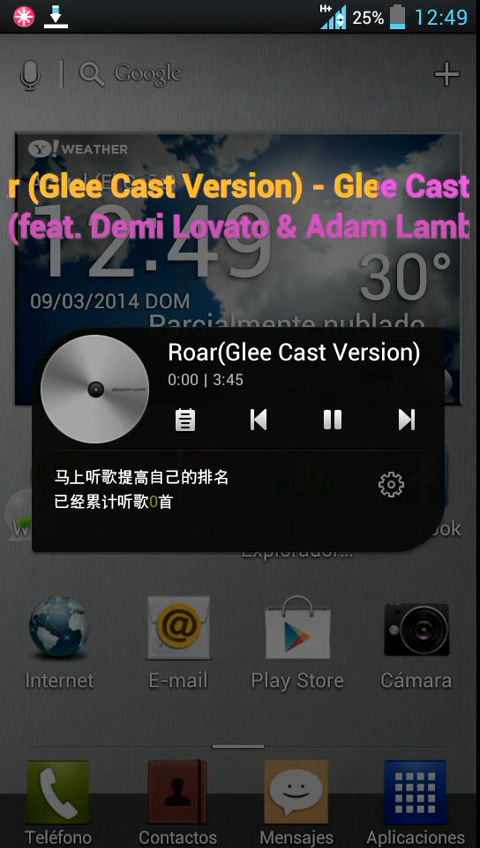 H+ 25% 12:49
Google
Y! WEATHER
r (Glee Cast Version) - Glee Cast
(feat. Demi Lovato & Adam Lamb
12:49
30°
09/03/2014 DOM
Parcialmente nublado
Roar(Glee Cast Version)
0:00 | 3:45
马上听歌提高自己的排名
已经累计听歌0首
ook
Explorador...
Internet
E-mail
Play Store
Cámara
Teléfono
Contactos
Mensajes
Aplicaciones